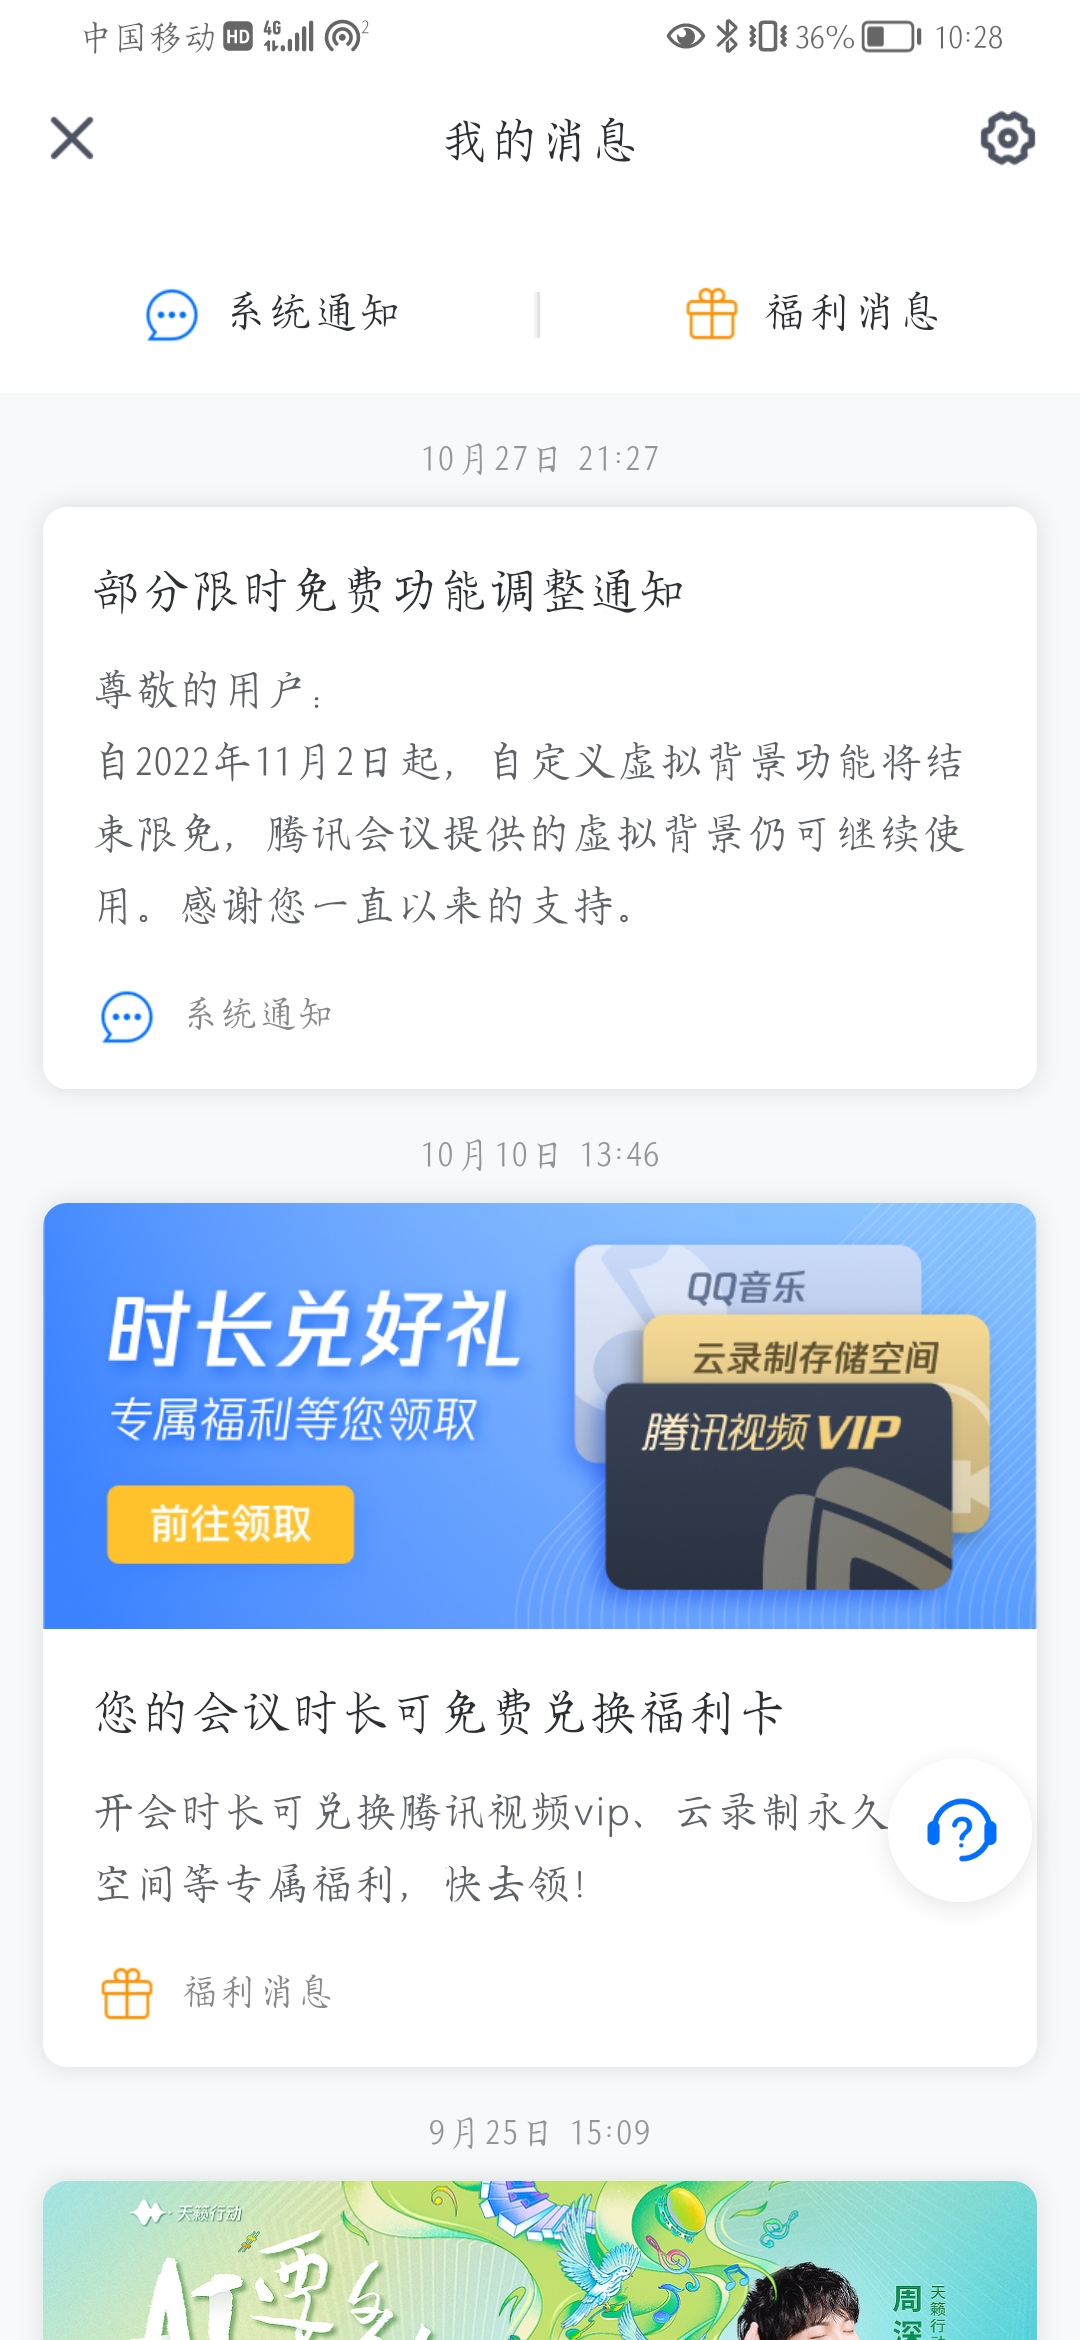 中国移动 HD 4G 2 36% 10:28
我的消息
系统通知
福利消息
10月27日 21:27
部分限时免费功能调整通知
尊敬的用户：
自2022年11月2日起，自定义虚拟背景功能将结
束限免，腾讯会议提供的虚拟背景仍可继续使
用。感谢您一直以来的支持。
系统通知
10月10日 13:46
时长兑好礼
专属福利等您领取
前往领取
QQ音乐
云录制存储空间
腾讯视频 VIP
您的会议时长可免费兑换福利卡
开会时长可兑换腾讯视频vip、云录制永久
空间等专属福利，快去领！
福利消息
9月25日 15:09
天籁行动
周深
天籁行动